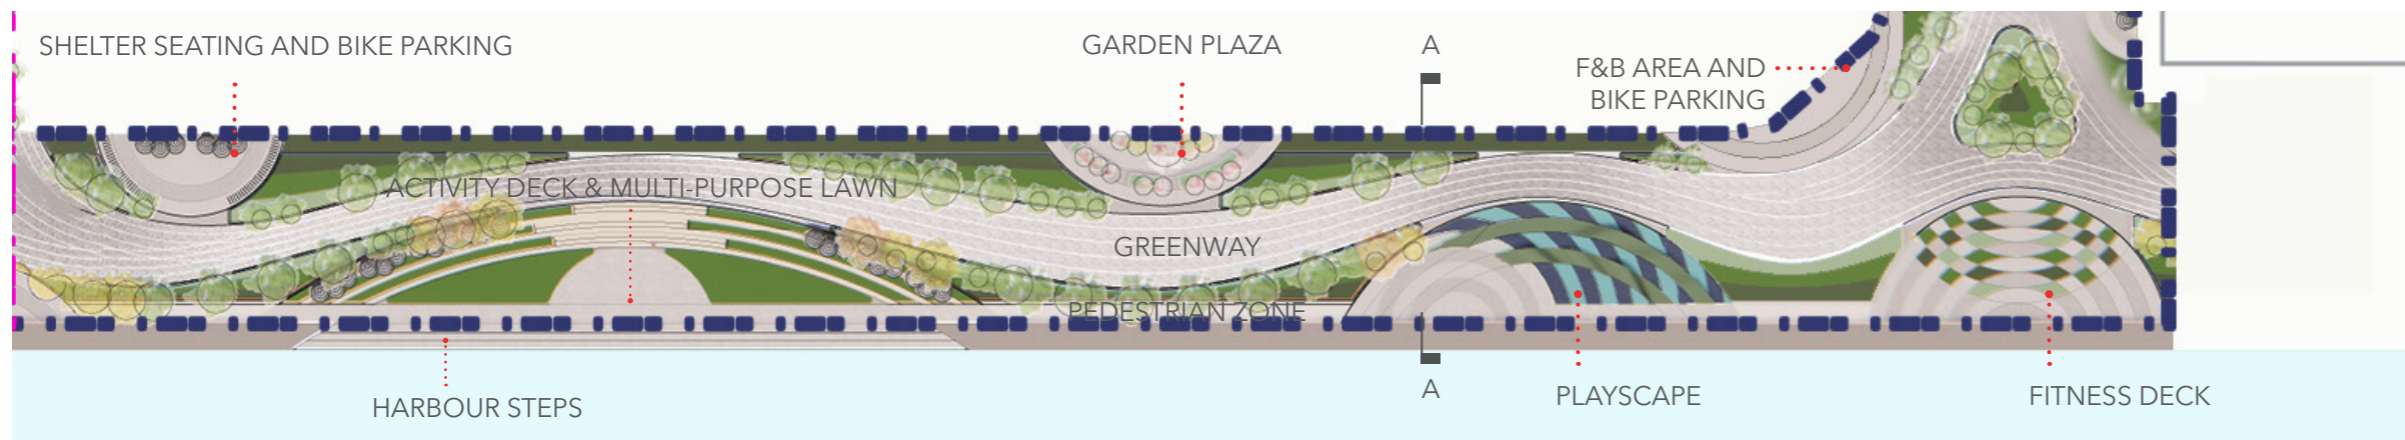 SHELTER SEATING AND BIKE PARKING
GARDEN PLAZA
A
F&B AREA AND
BIKE PARKING
ACTIVITY DECK & MULTI-PURPOSE LAWN
GREENWAY
PEDESTRIAN ZONE
HARBOUR STEPS
A
PLAYSCAPE
FITNESS DECK